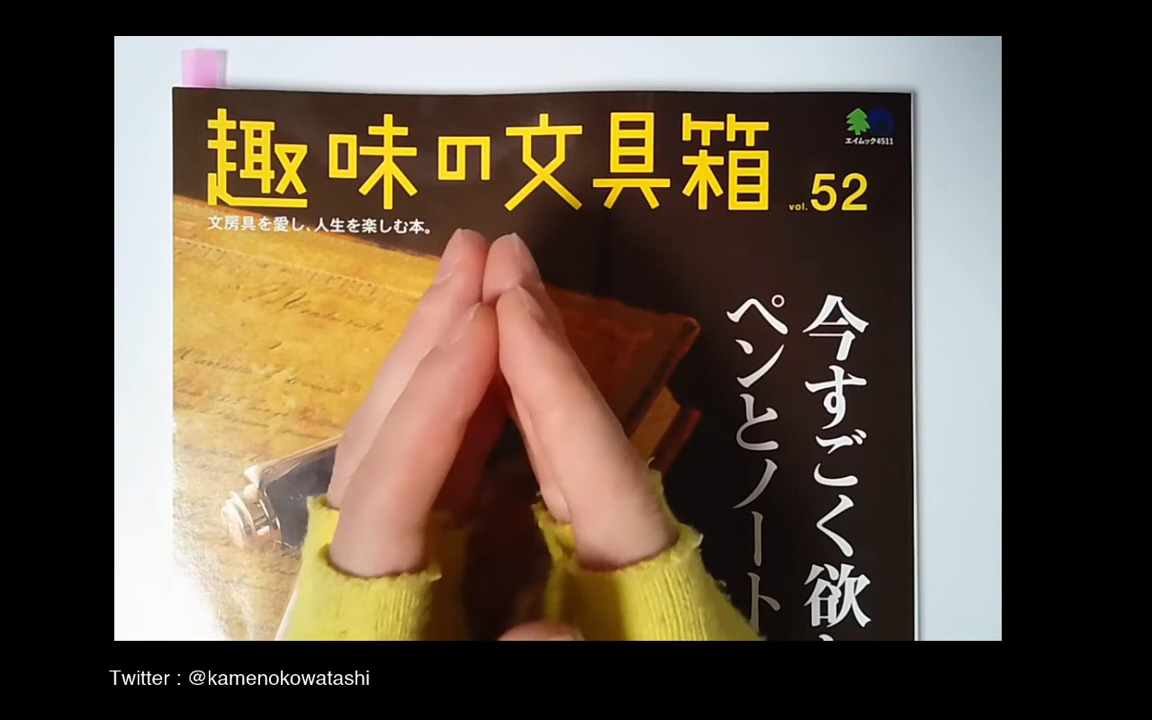 趣味の文具箱
vol.52
エイムック4511
文房具を愛し、人生を楽しむ本。
今すごく欲
ペンとノート
Twitter : @kamenokowatashi